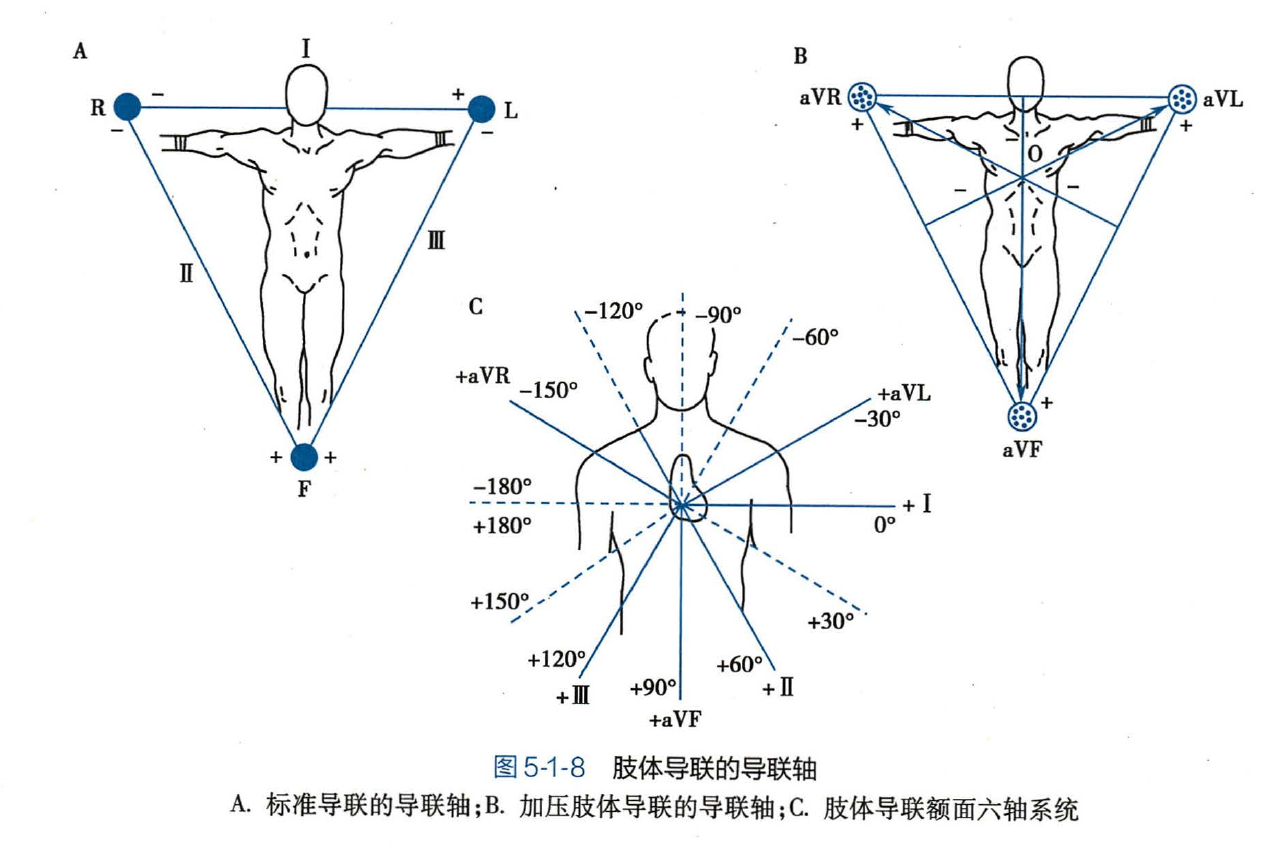 A
I
R
−
+
L
−
−
II
III
+
+
F
B
aVR
aVL
+
+
−
O
−
−
+
aVF
C
−120°
−90°
−60°
+aVR
−150°
+aVL
−30°
−180°
+180°
+ I
0°
+150°
+30°
+120°
+60°
+ III
+90°
+ II
+aVF
图 5-1-8 肢体导联的导联轴
A. 标准导联的导联轴;B. 加压肢体导联的导联轴;C. 肢体导联额面六轴系统